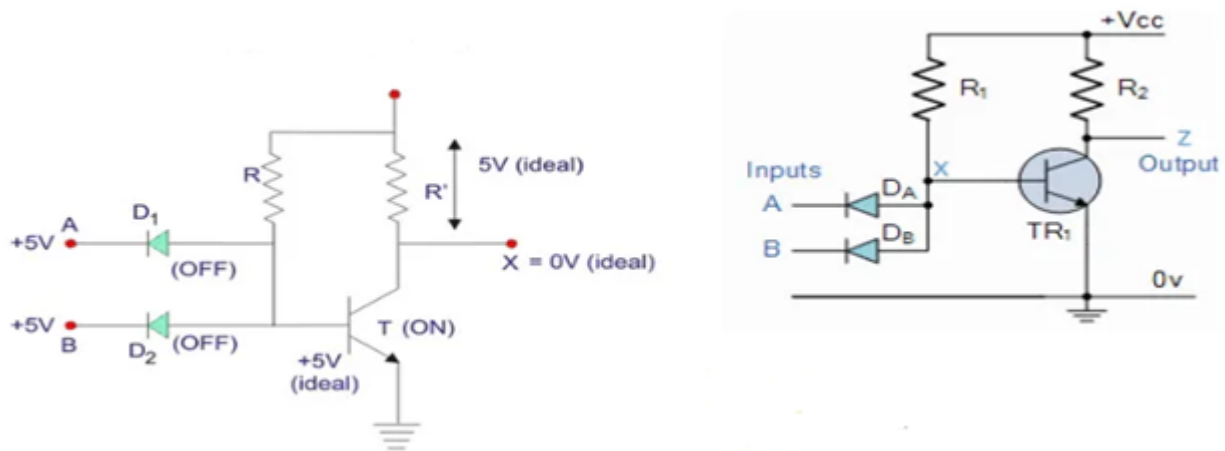 R
5V (ideal)
R'
A
D₁
+5V
(OFF)
X = 0V (ideal)
+5V
B
D₂
(OFF)
T (ON)
+5V
(ideal)
+Vcc
R₁
R₂
X
Z
Output
Inputs
A
DA
B
DB
TR₁
0v